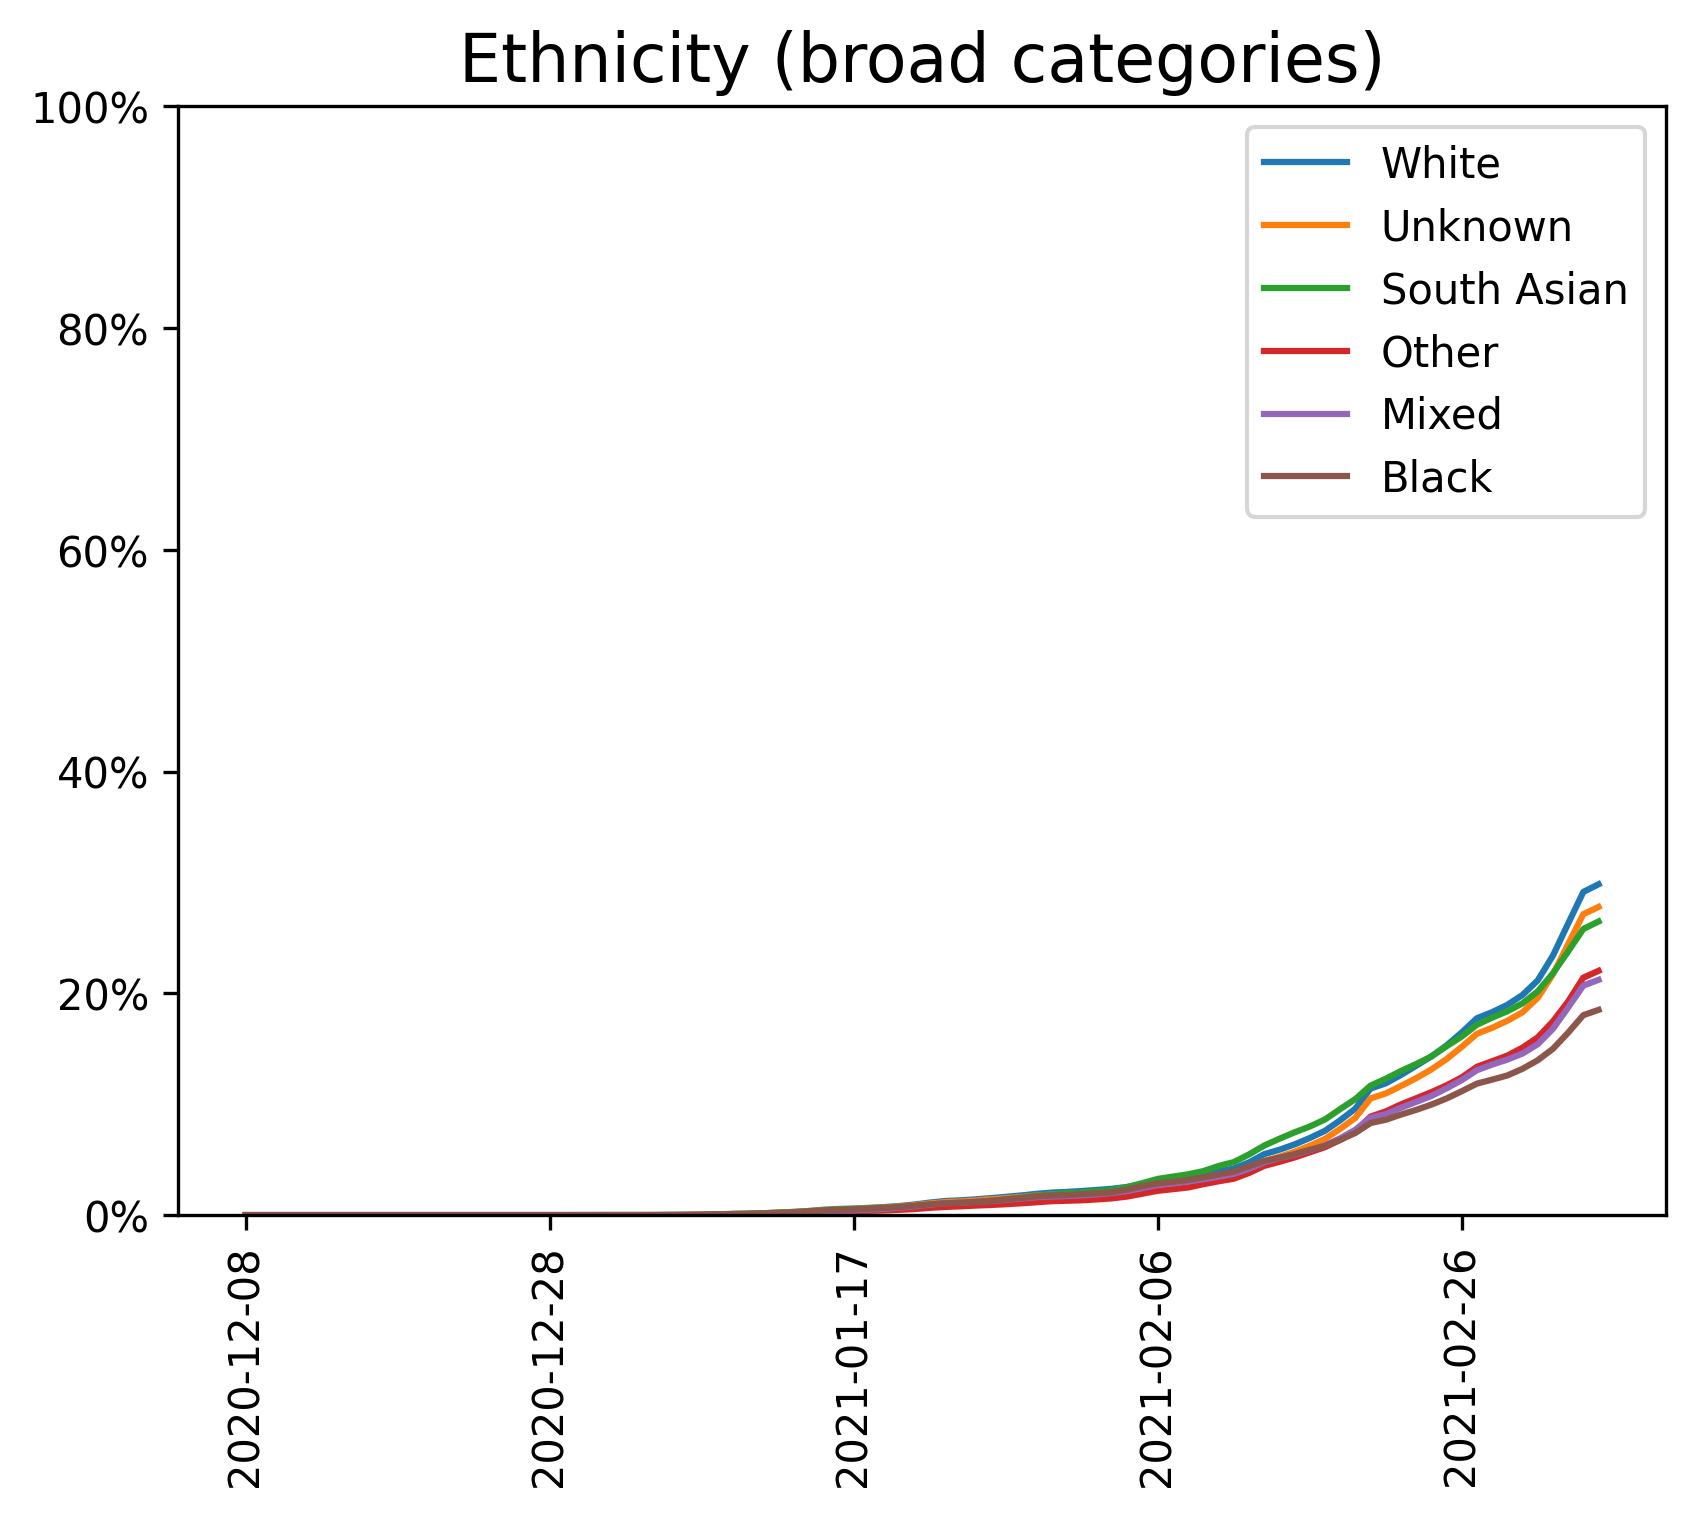 Ethnicity (broad categories)
100%
80%
60%
40%
20%
0%
White
Unknown
South Asian
Other
Mixed
Black
2020-12-08
2020-12-28
2021-01-17
2021-02-06
2021-02-26